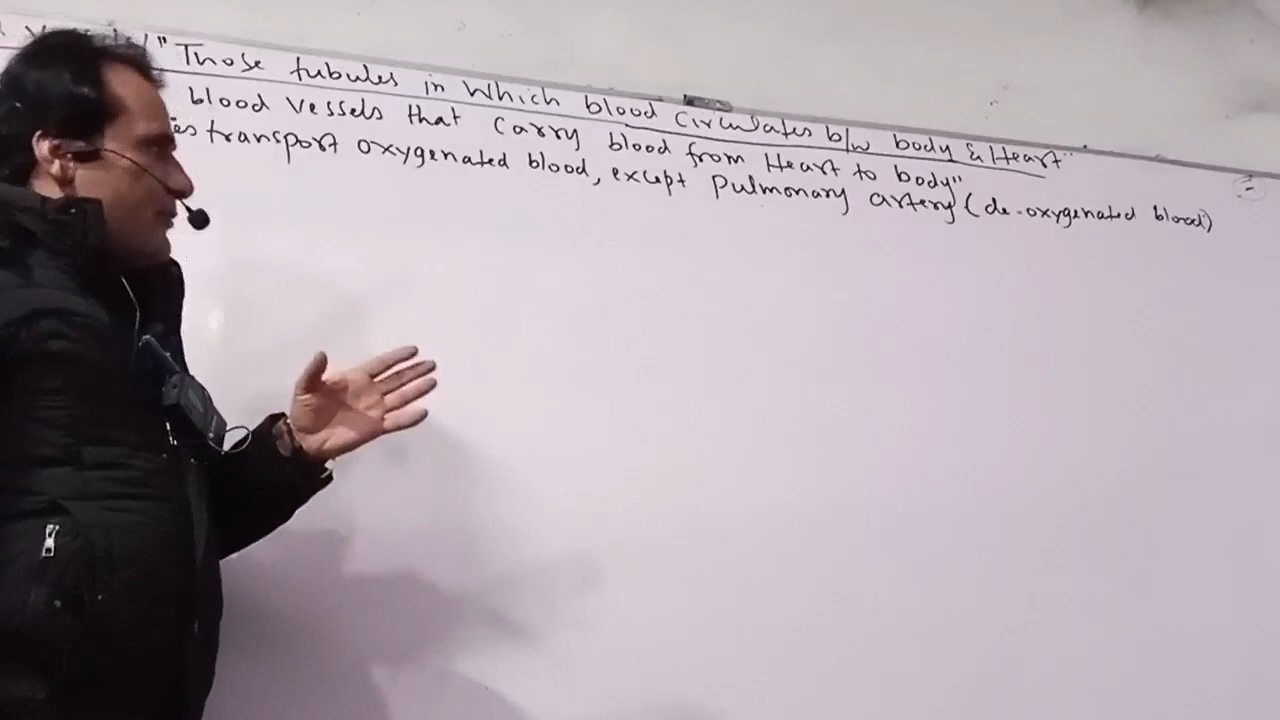 "Those tubules in which blood circulates b/w body & Heart"
blood vessels that carry blood from Heart to body"
transport oxygenated blood, except Pulmonary artery (de-oxygenated blood)